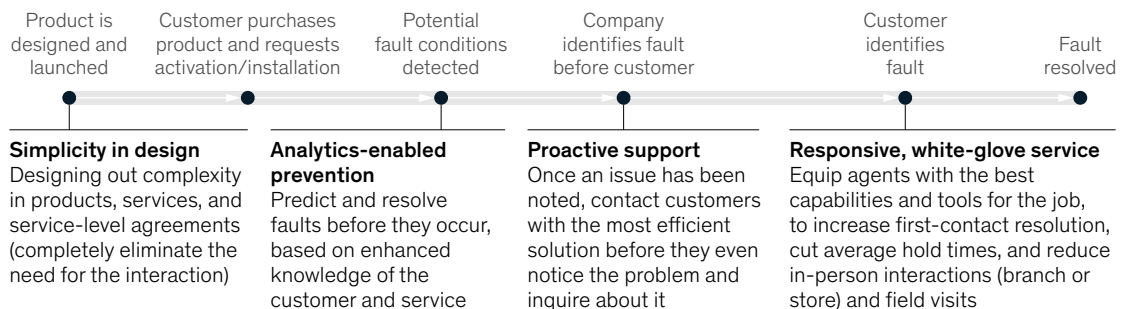 Product is
designed and
launched
Customer purchases
product and requests
activation/installation
Potential
fault conditions
detected
Company
identifies fault
before customer
Customer
identifies
fault
Fault
resolved
Simplicity in design
Designing out complexity
in products, services, and
service-level agreements
(completely eliminate the
need for the interaction)
Analytics-enabled
prevention
Predict and resolve
faults before they occur,
based on enhanced
knowledge of the
customer and service
Proactive support
Once an issue has been
noted, contact customers
with the most efficient
solution before they even
notice the problem and
inquire about it
Responsive, white-glove service
Equip agents with the best
capabilities and tools for the job,
to increase first-contact resolution,
cut average hold times, and reduce
in-person interactions (branch or
store) and field visits